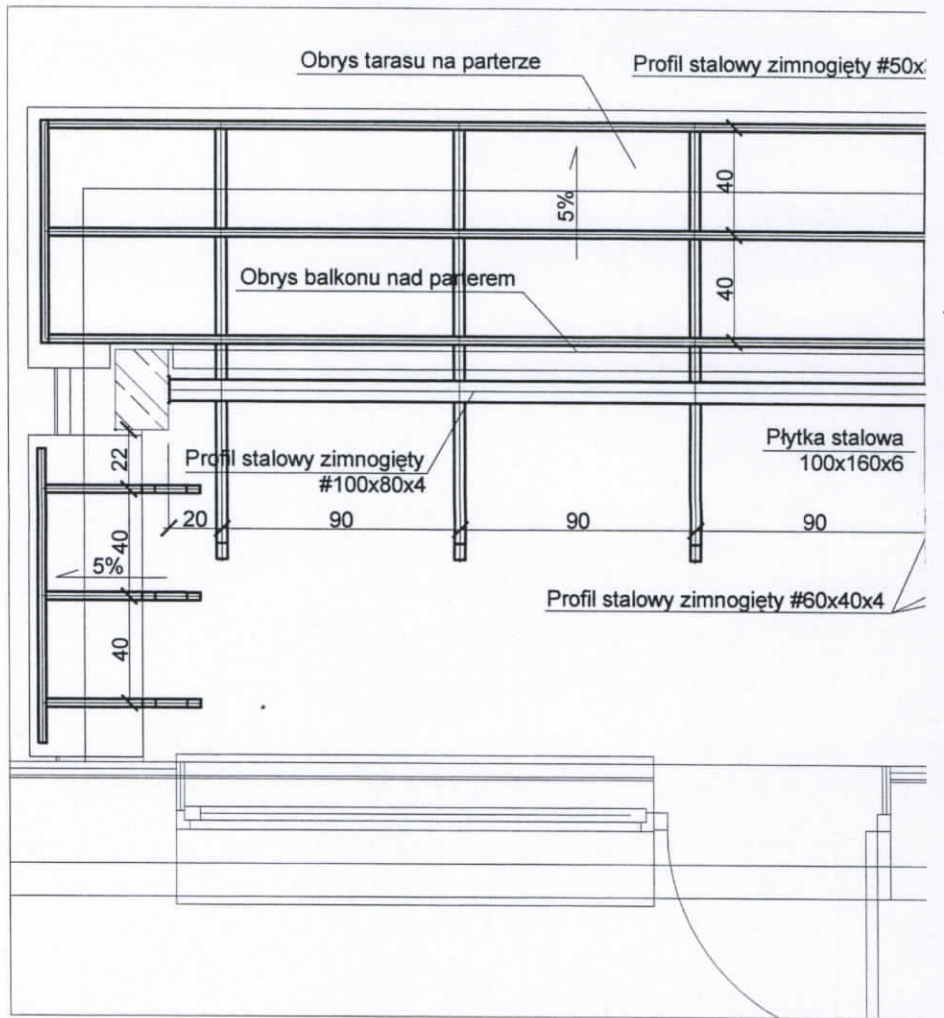 Obrys tarasu na parterze
Profil stalowy zimnogięty #50x
40
5%
40
Obrys balkonu nad parterem
Płytka stalowa
100x160x6
Profil stalowy zimnogięty
#100x80x4
22
20
90
90
90
40
5%
Profil stalowy zimnogięty #60x40x4
40